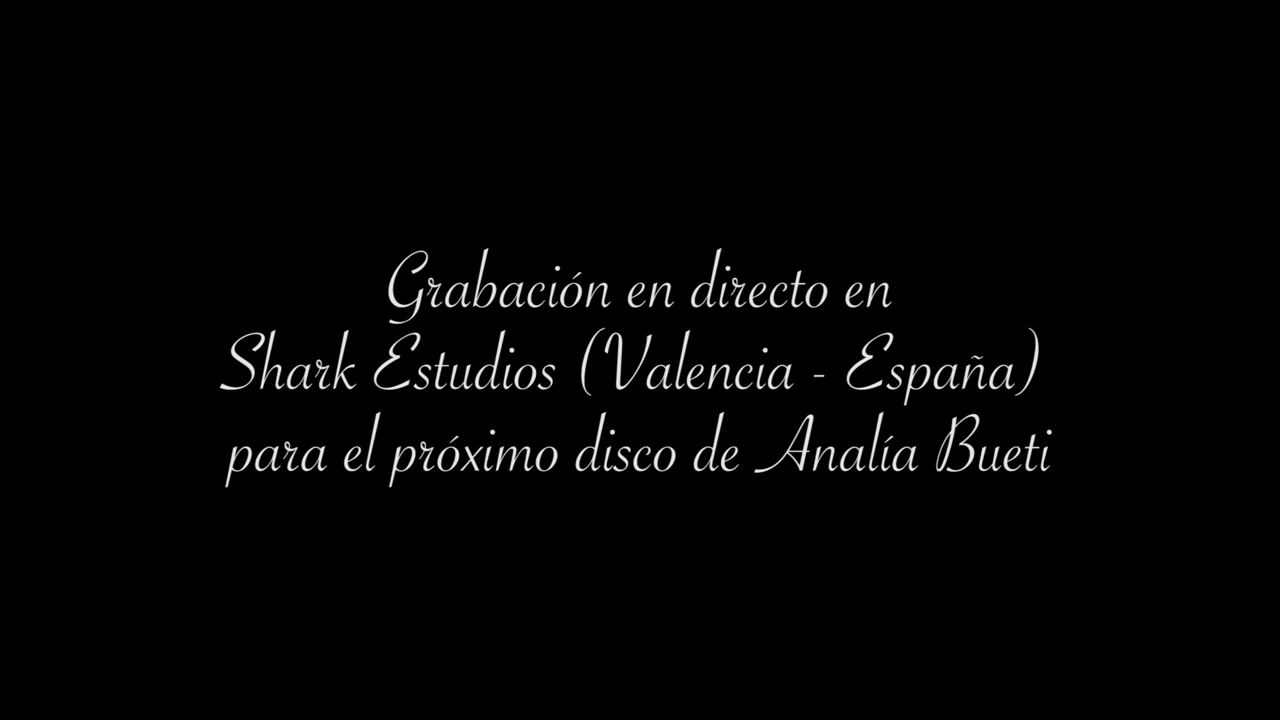 Grabación en directo en
Shark Estudios (Valencia - España)
para el próximo disco de Analía Bueti